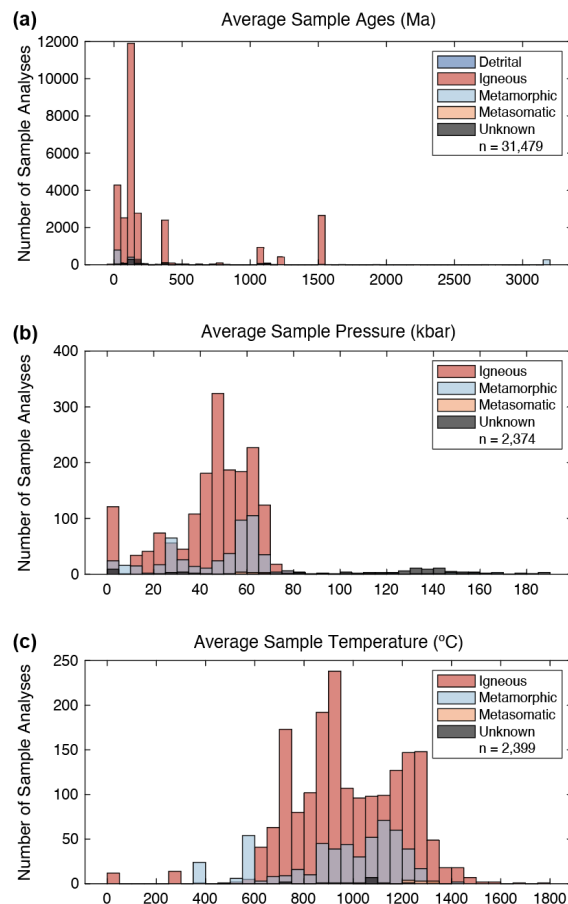 (a)
Average Sample Ages (Ma)
Number of Sample Analyses
12000
10000
8000
6000
4000
2000
0
Detrital
Igneous
Metamorphic
Metasomatic
Unknown
n = 31,479
0 500 1000 1500 2000 2500 3000
(b)
Average Sample Pressure (kbar)
Number of Sample Analyses
400
300
200
100
0
Igneous
Metamorphic
Metasomatic
Unknown
n = 2,374
0 20 40 60 80 100 120 140 160 180
(c)
Average Sample Temperature (ºC)
Number of Sample Analyses
250
200
150
100
50
0
Igneous
Metamorphic
Metasomatic
Unknown
n = 2,399
0 200 400 600 800 1000 1200 1400 1600 1800